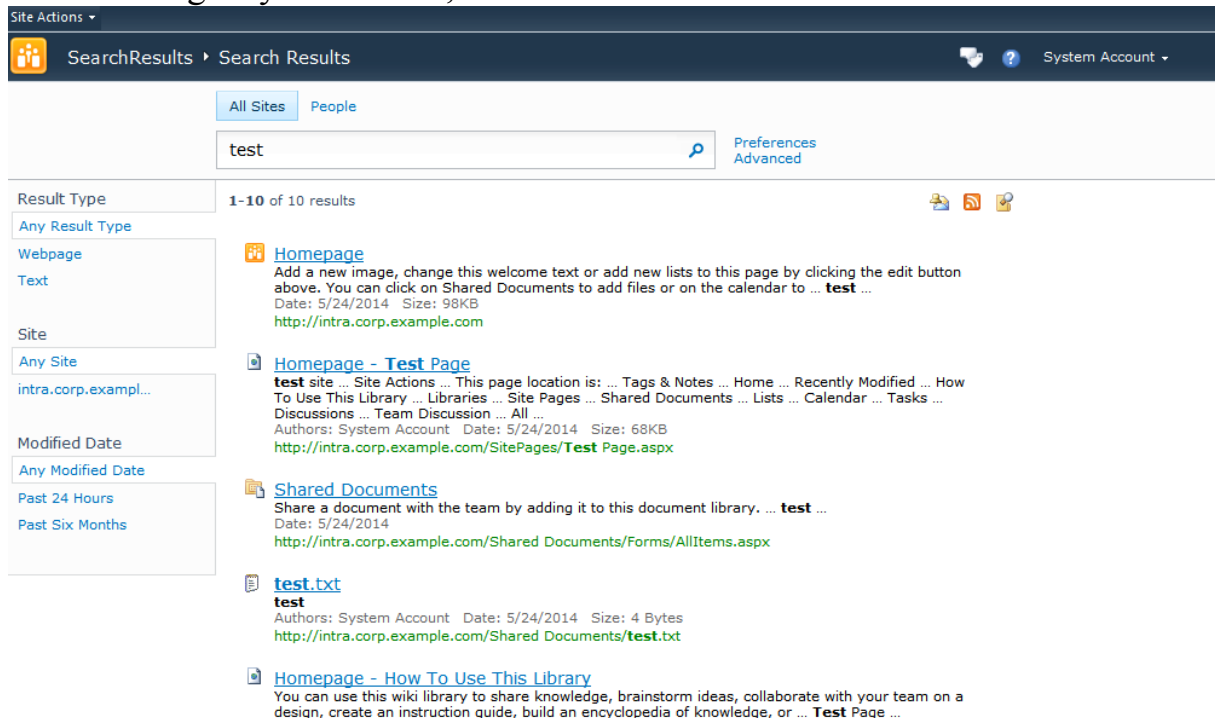 Site Actions
SearchResults Search Results
System Account
All Sites People
test
Preferences
Advanced
Result Type
Any Result Type
Webpage
Text
Site
Any Site
intra.corp.exampl...
Modified Date
Any Modified Date
Past 24 Hours
Past Six Months
1-10 of 10 results
Homepage
Add a new image, change this welcome text or add new lists to this page by clicking the edit button
above. You can click on Shared Documents to add files or on the calendar to ... test ...
Date: 5/24/2014 Size: 98KB
http://intra.corp.example.com
Homepage - Test Page
test site ... Site Actions ... This page location is: ... Tags & Notes ... Home ... Recently Modified ... How
To Use This Library ... Libraries ... Site Pages ... Shared Documents ... Lists ... Calendar ... Tasks ...
Discussions ... Team Discussion ... All ...
Authors: System Account Date: 5/24/2014 Size: 68KB
http://intra.corp.example.com/SitePages/Test Page.aspx
Shared Documents
Share a document with the team by adding it to this document library. ... test ...
Date: 5/24/2014
http://intra.corp.example.com/Shared Documents/Forms/AllItems.aspx
test.txt
test
Authors: System Account Date: 5/24/2014 Size: 4 Bytes
http://intra.corp.example.com/Shared Documents/test.txt
Homepage - How To Use This Library
You can use this wiki library to share knowledge, brainstorm ideas, collaborate with your team on a
design, create an instruction guide, build an encyclopedia of knowledge, or ... Test Page ...